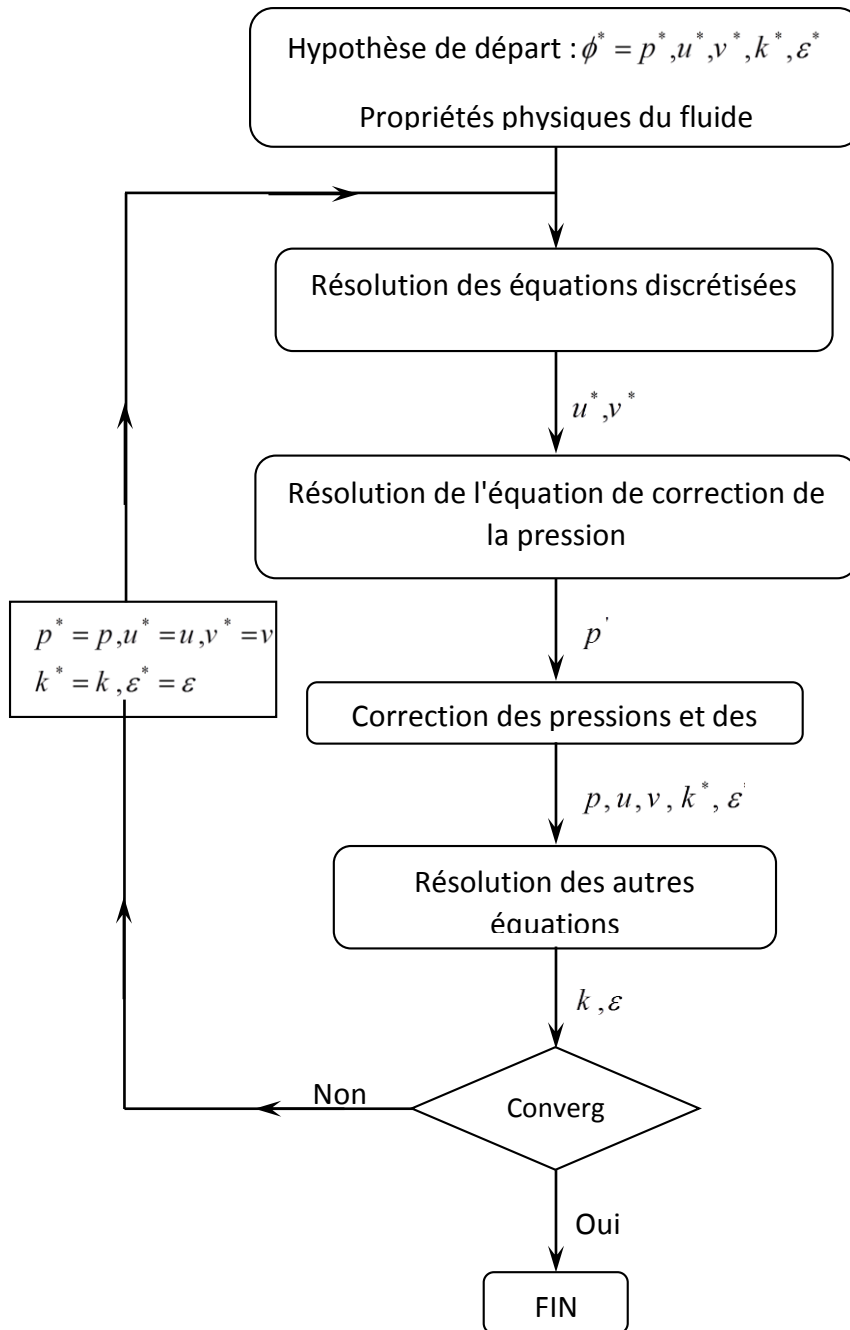 Hypothèse de départ : ϕ* = p*,u*,v*,k*,ε*
Propriétés physiques du fluide
Résolution des équations discrétisées
u*,v*
Résolution de l'équation de correction de
la pression
p'
p* = p,u* = u,v* = v
k* = k,ε* = ε
Correction des pressions et des
p,u,v,k*,ε*
Résolution des autres
équations
k,ε
Non
Converg
Oui
FIN